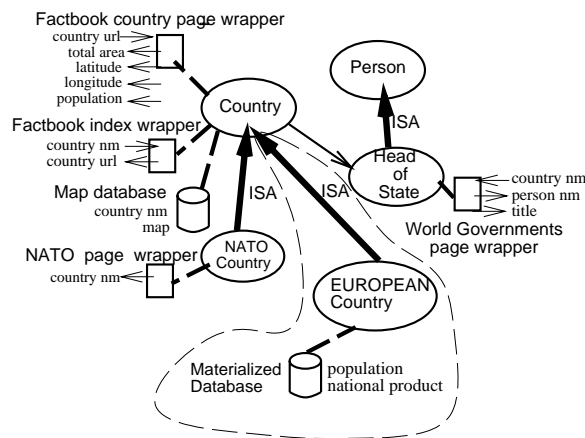 Factbook country page wrapper
country url
total area
latitude
longitude
population
Person
Country
ISA
Factbook index wrapper
country nm
country url
Head
of
State
country nm
person nm
title
Map database
country nm
map
ISA
ISA
World Governments
page wrapper
NATO page wrapper
country nm
NATO
Country
EUROPEAN
Country
Materialized
Database
population
national product